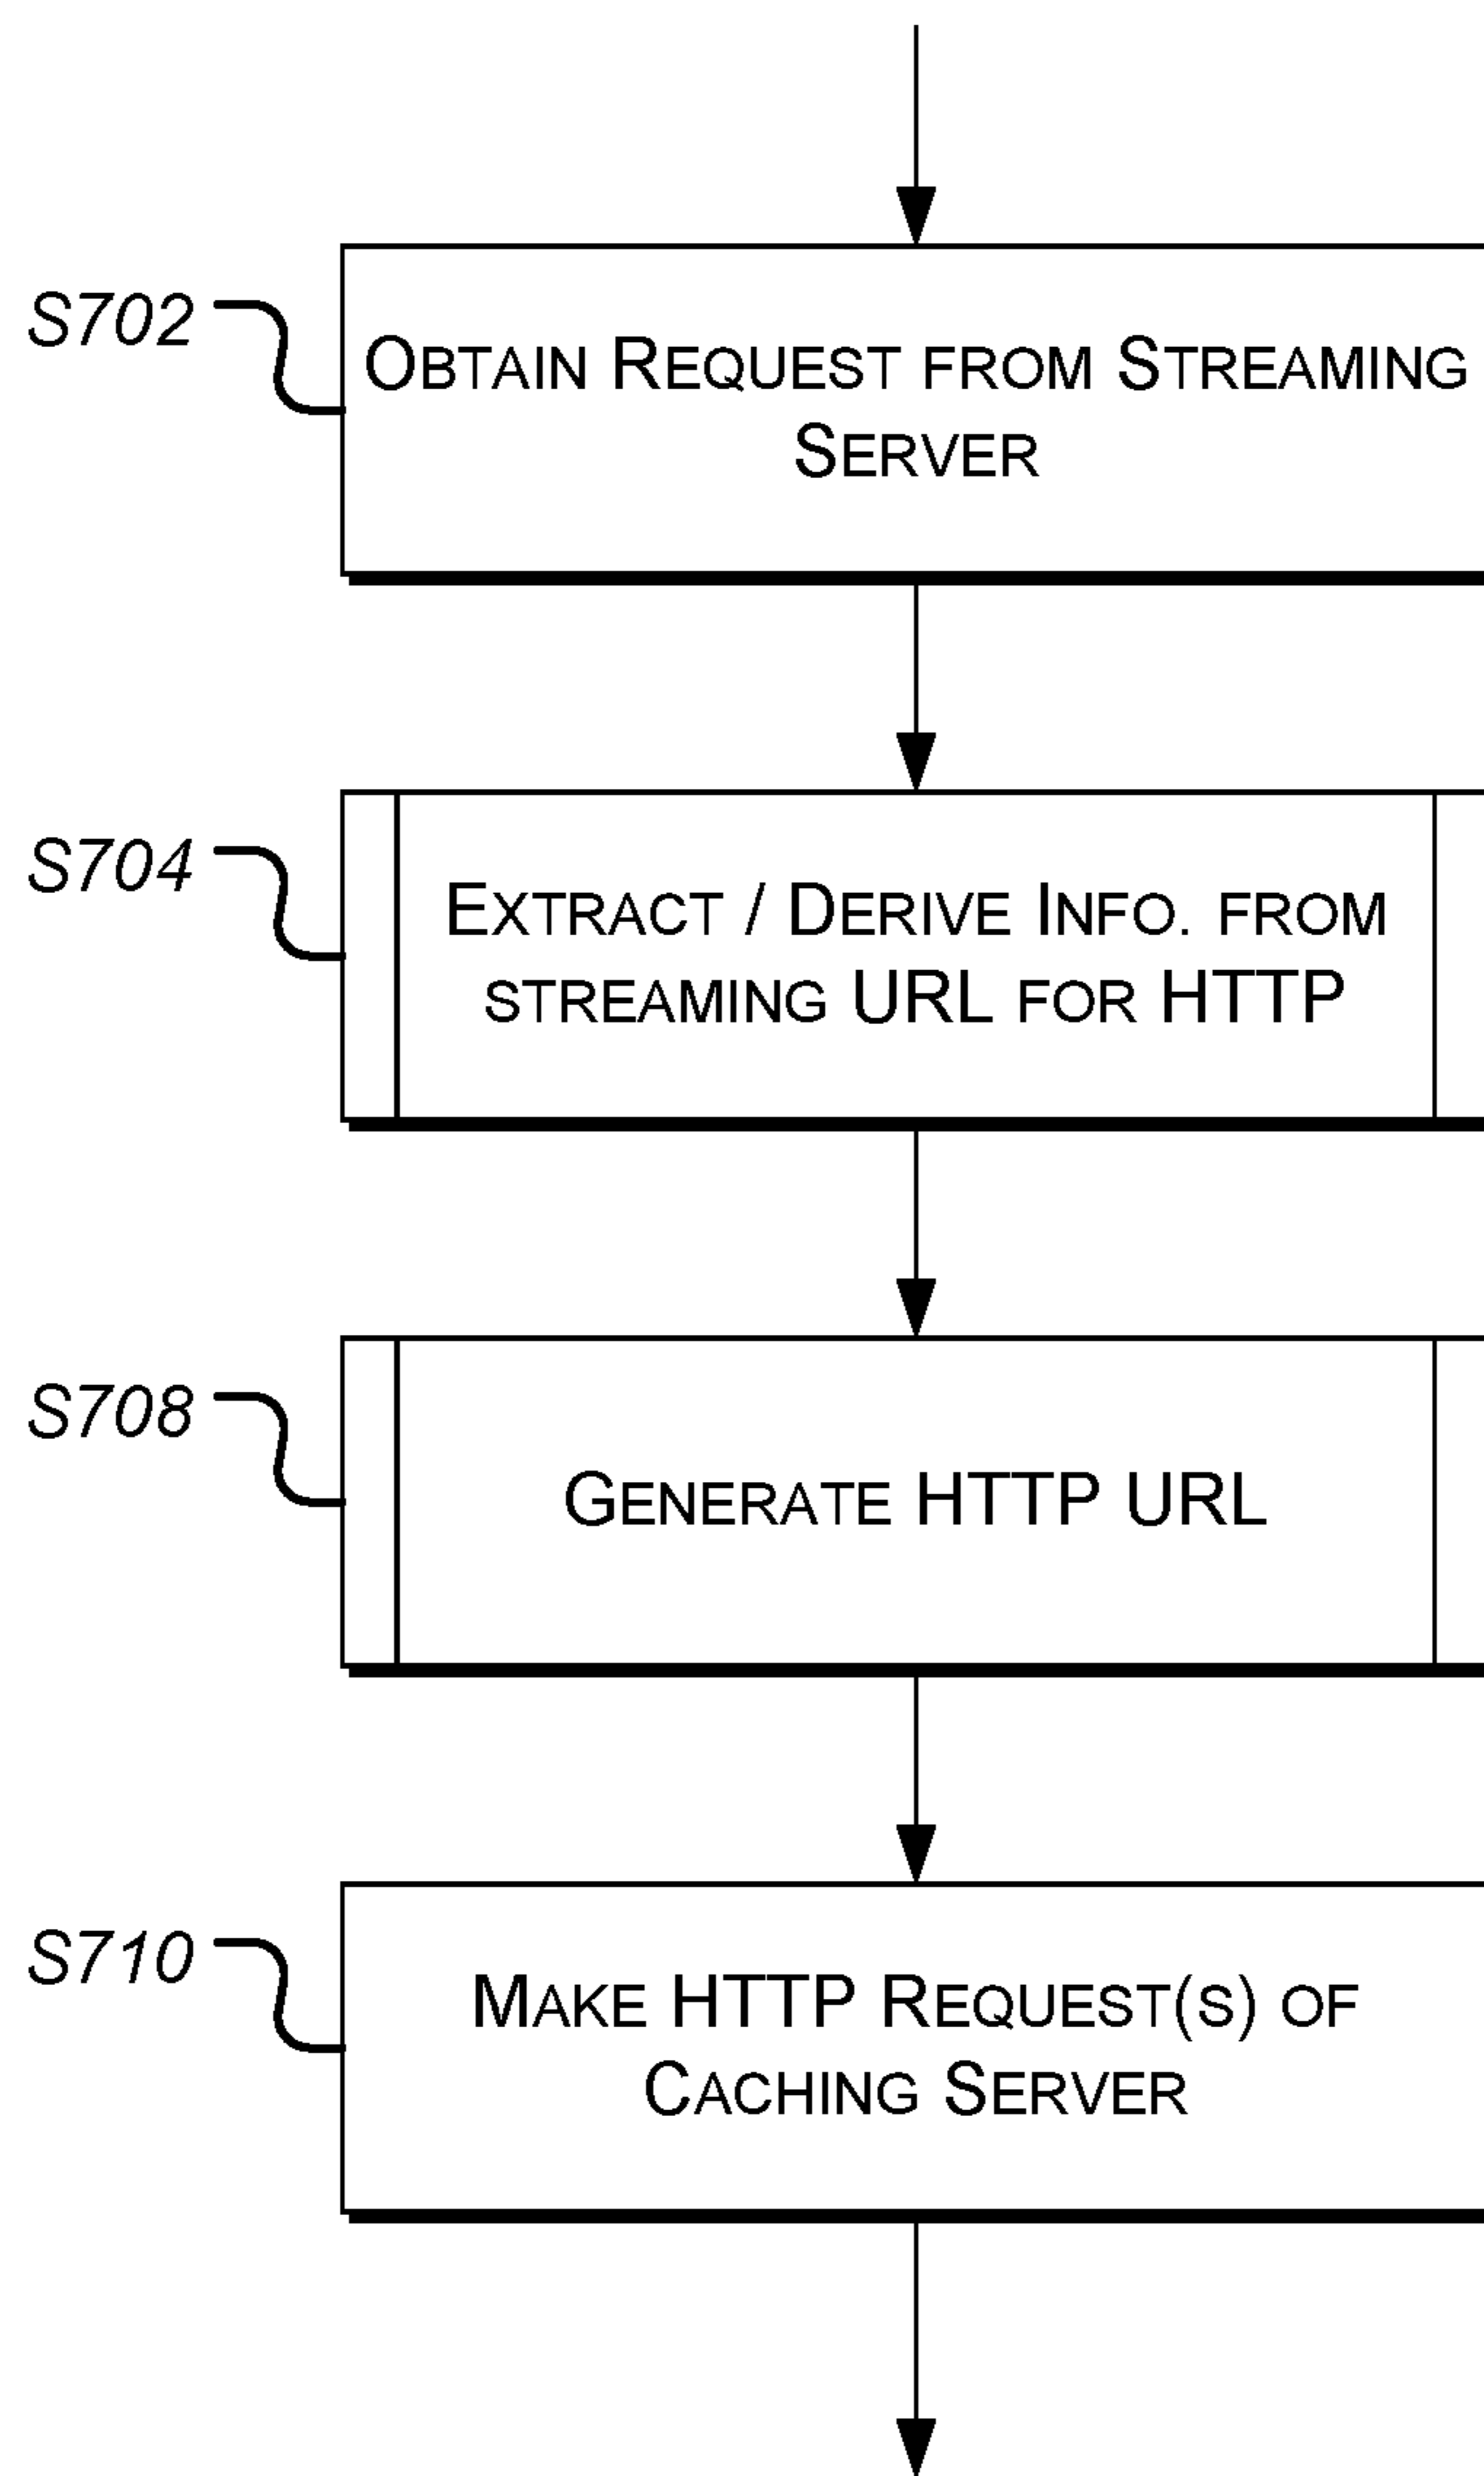 S702
Obtain Request from Streaming
Server
S704
Extract / Derive Info. from
streaming URL for HTTP
S708
Generate HTTP URL
S710
Make HTTP Request(s) of
Caching Server